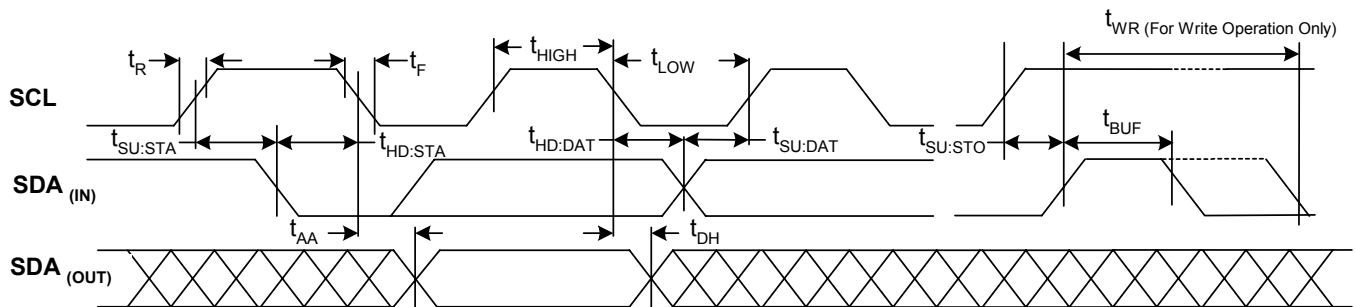 tWR (For Write Operation Only)
tR
tF
tHIGH
tLOW
SCL
tSU:STA
tHD:STA
tHD:DAT
tSU:DAT
tSU:STO
tBUF
SDA (IN)
tAA
tDH
SDA (OUT)